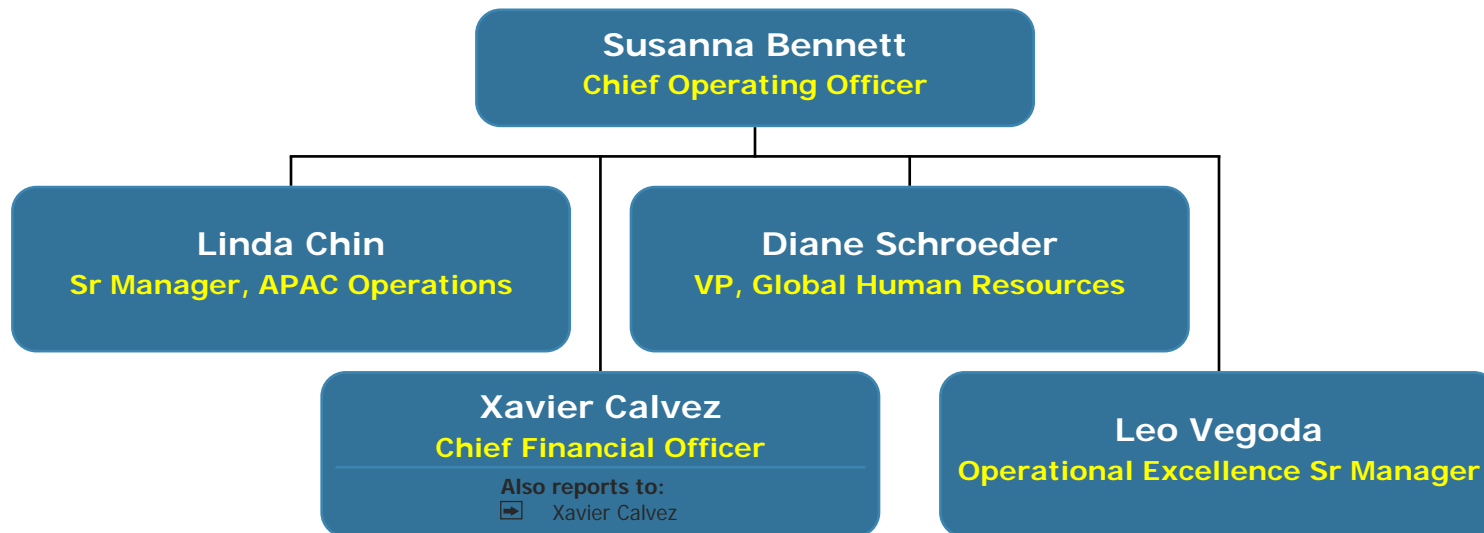 Susanna Bennett
Chief Operating Officer
Linda Chin
Sr Manager, APAC Operations
Diane Schroeder
VP, Global Human Resources
Xavier Calvez
Chief Financial Officer
Also reports to:
Xavier Calvez
Leo Vegoda
Operational Excellence Sr Manager